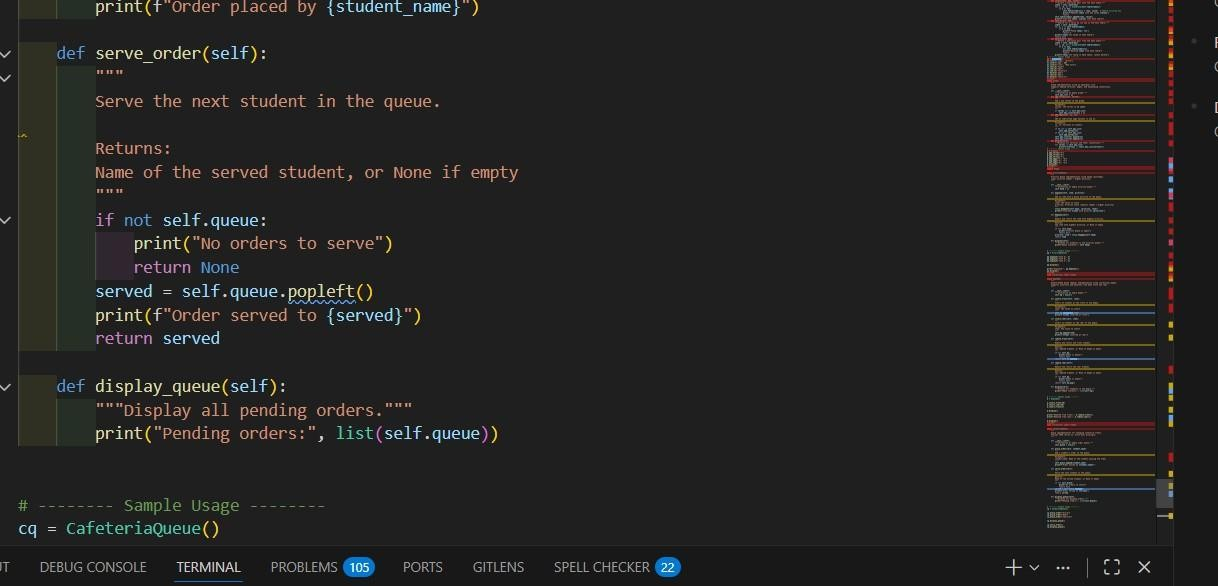 print(f"Order placed by {student_name}")
def serve_order(self):
"""
Serve the next student in the queue.
Returns:
Name of the served student, or None if empty
"""
if not self.queue:
print("No orders to serve")
return None
served = self.queue.popleft()
print(f"Order served to {served}")
return served
def display_queue(self):
"""Display all pending orders."""
print("Pending orders:", list(self.queue))
# -------- Sample Usage --------
cq = CafeteriaQueue()
DEBUG CONSOLE TERMINAL PROBLEMS 105 PORTS GITLENS SPELL CHECKER 22